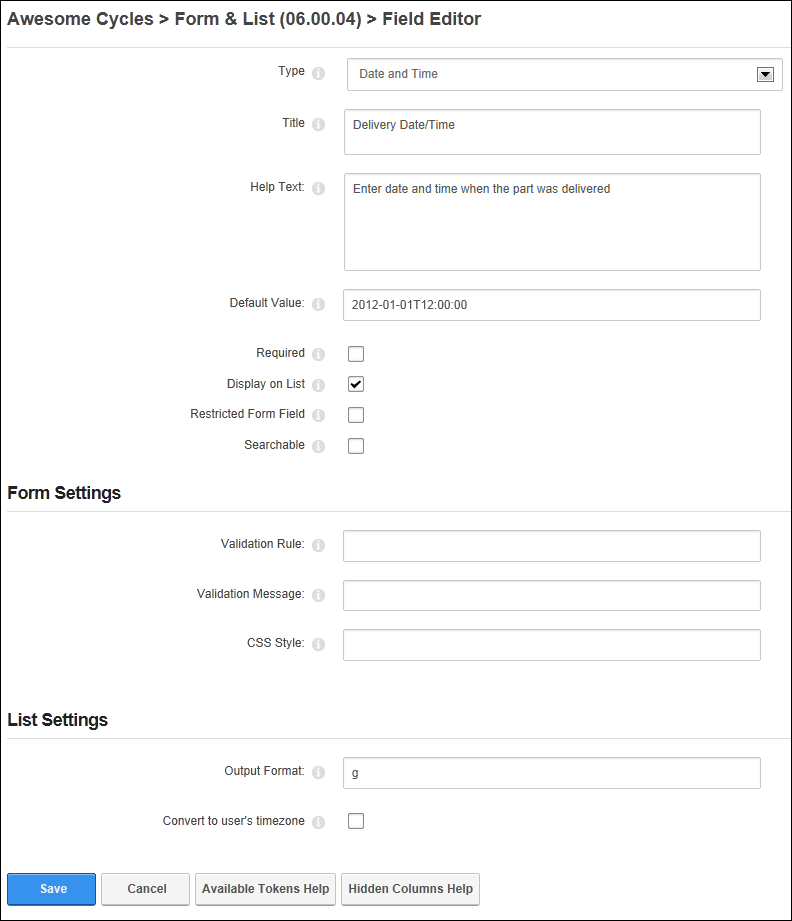 Awesome Cycles > Form & List (06.00.04) > Field Editor
Type
Date and Time
Title
Delivery Date/Time
Help Text:
Enter date and time when the part was delivered
Default Value:
2012-01-01T12:00:00
Required
Display on List
Restricted Form Field
Searchable
Form Settings
Validation Rule:
Validation Message:
CSS Style:
List Settings
Output Format:
g
Convert to user's timezone
Save Cancel Available Tokens Help Hidden Columns Help